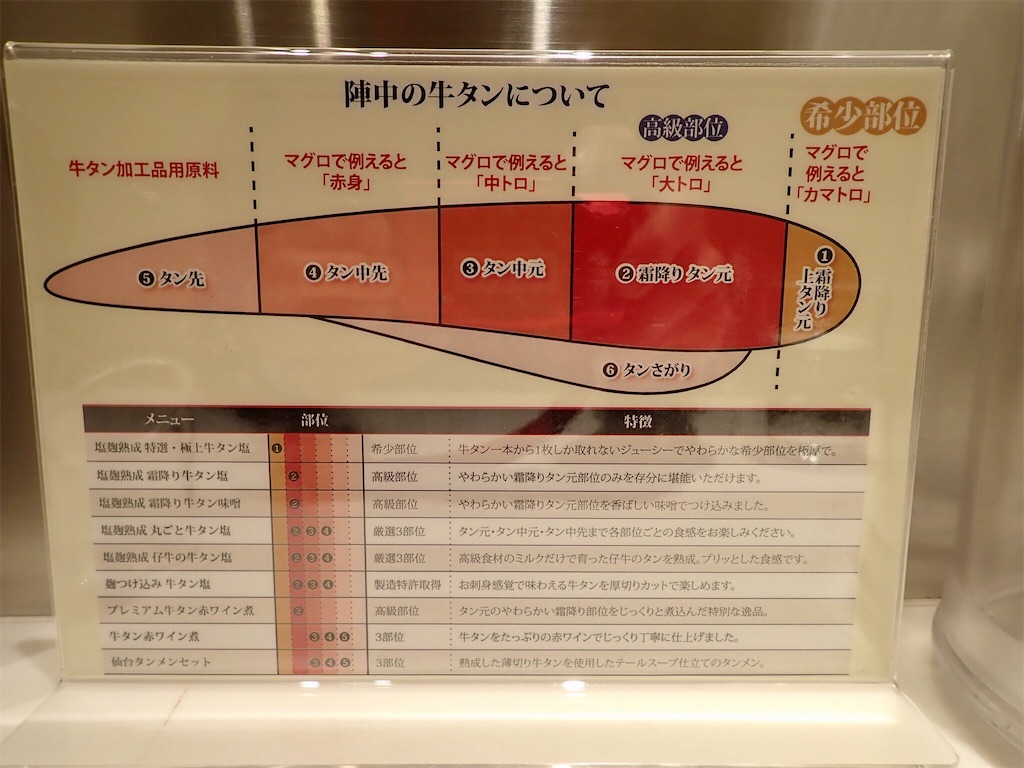 陣中の牛タンについて
希少部位
高級部位
牛タン加工品用原料
マグロで例えると
「赤身」
マグロで例えると
「中トロ」
マグロで例えると
「大トロ」
マグロで
例えると
「カマトロ」
❺ タン先
❹ タン中先
❸ タン中元
❷ 霜降りタン元
❶ 霜降り
上タン元
❻ タンさがり
メニュー 部位 特徴
塩麹熟成 特選・極上牛タン塩 ❶ 希少部位 牛タン一本から1枚しか取れないジューシーでやわらかな希少部位を極厚で。
塩麹熟成 霜降り牛タン塩 ❷ 高級部位 やわらかい霜降りタン元部位のみを存分に堪能いただけます。
塩麹熟成 霜降り牛タン味噌 ❷ 高級部位 やわらかい霜降りタン元部位を香ばしい味噌でつけ込みました。
塩麹熟成 丸ごと牛タン塩 ❷❸❹ 厳選3部位 タン元・タン中元・タン中先まで各部位ごとの食感をお楽しみください。
塩麹熟成 仔牛の牛タン塩 ❷❸❹ 厳選3部位 高級食材のミルクだけで育った仔牛のタンを熟成。プリッとした食感です。
麹つけ込み 牛タン塩 ❷❸❹ 製造特許取得 お刺身感覚で味わえる牛タンを厚切りカットで楽しめます。
プレミアム牛タン赤ワイン煮 ❷ 高級部位 タン元のやわらかい霜降り部位をじっくりと煮込んだ特別な逸品。
牛タン赤ワイン煮 ❸❹❺ 3部位 牛タンをたっぷりの赤ワインでじっくり丁寧に仕上げました。
仙台タンメンセット ❸❹❺ 3部位 熟成した薄切り牛タンを使用したテールスープ仕立てのタンメン。